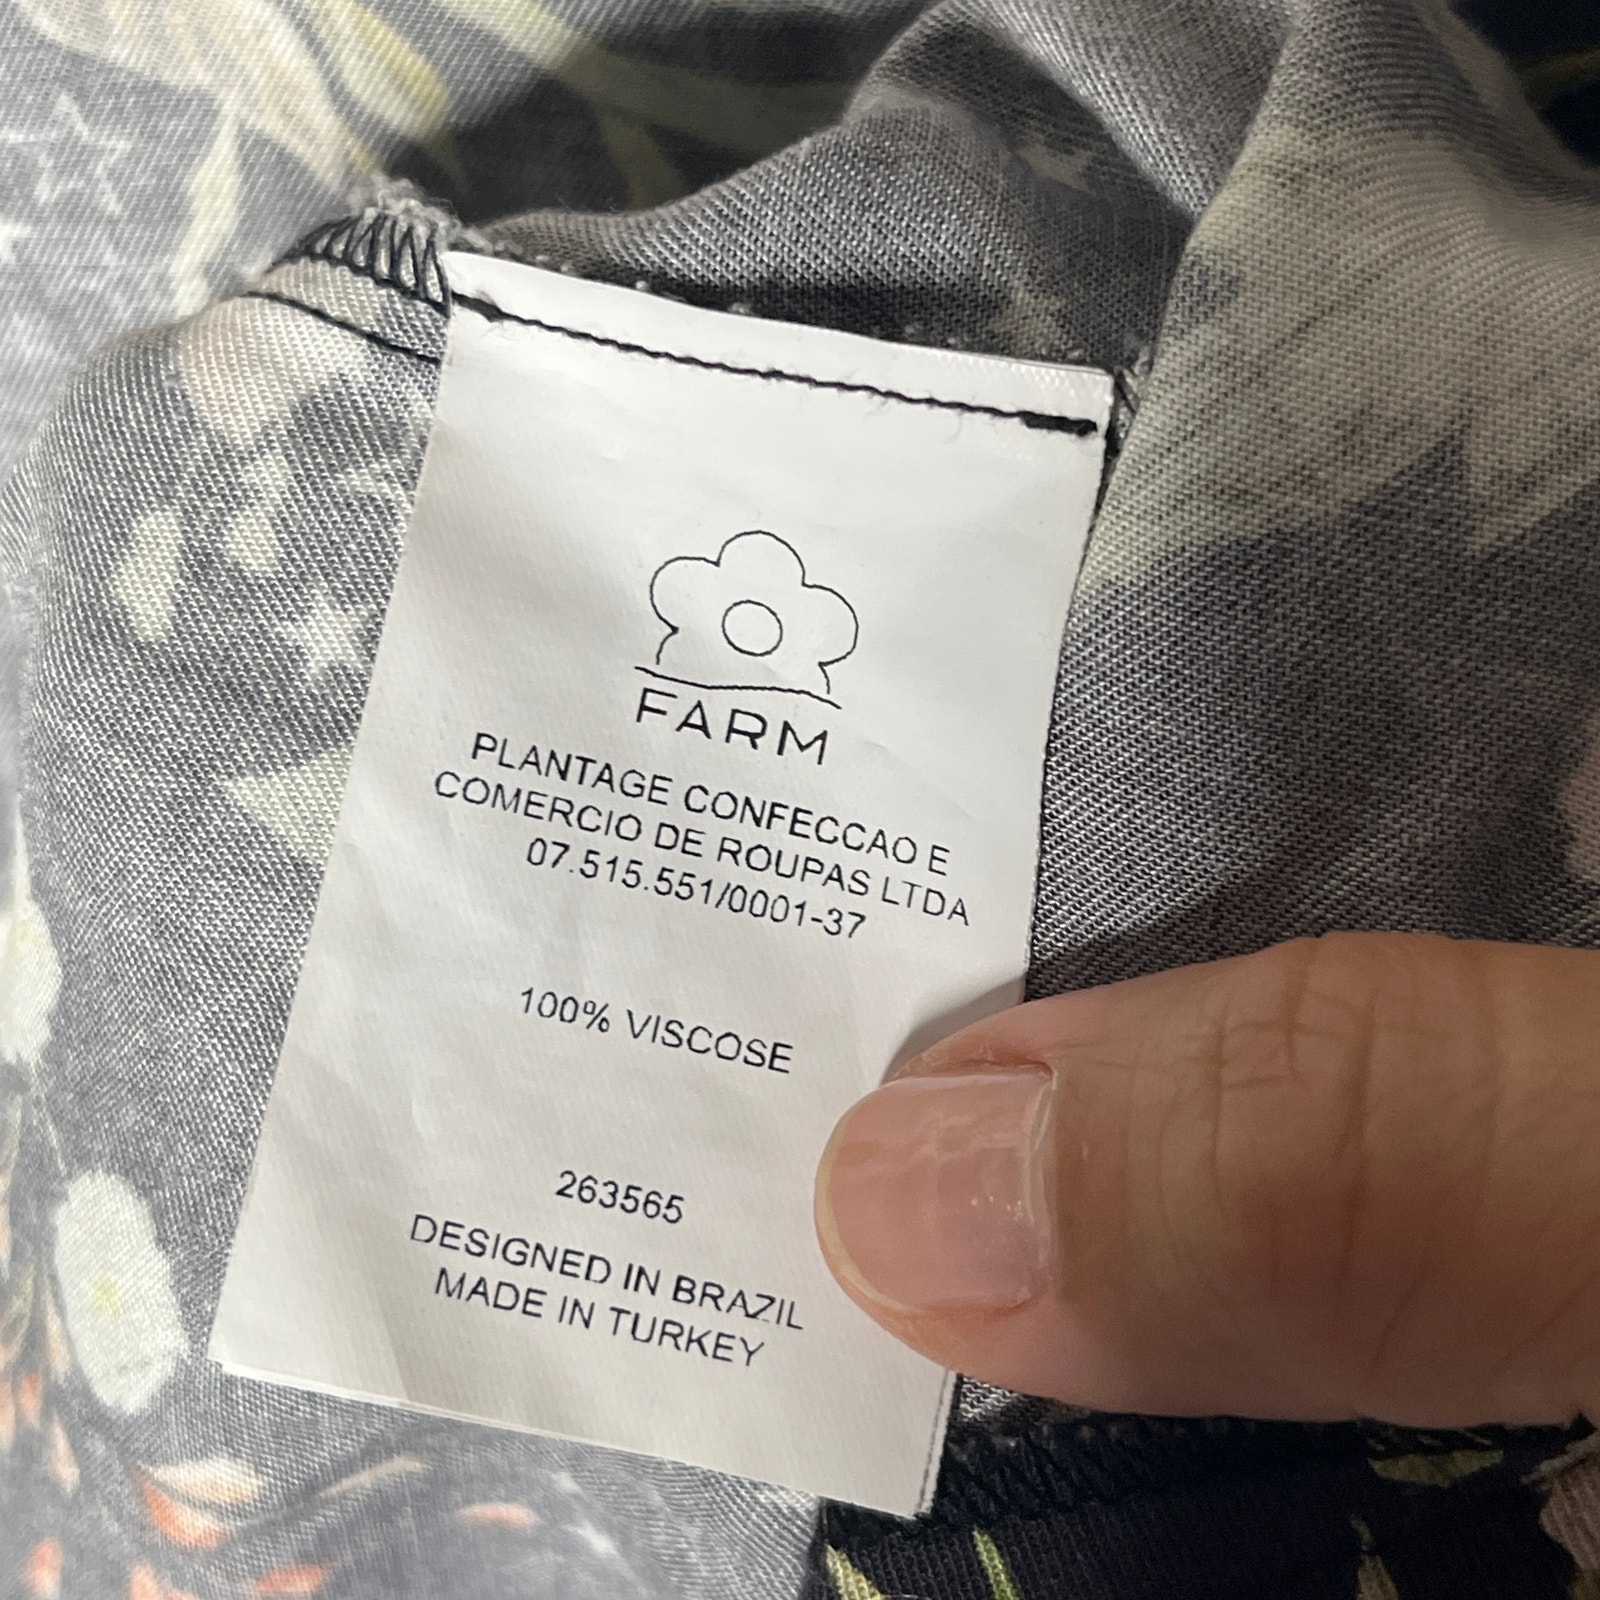 FARM
PLANTAGE CONFECCAO E
COMERCIO DE ROUPAS LTDA
07.515.551/0001-37
100% VISCOSE
263565
DESIGNED IN BRAZIL
MADE IN TURKEY